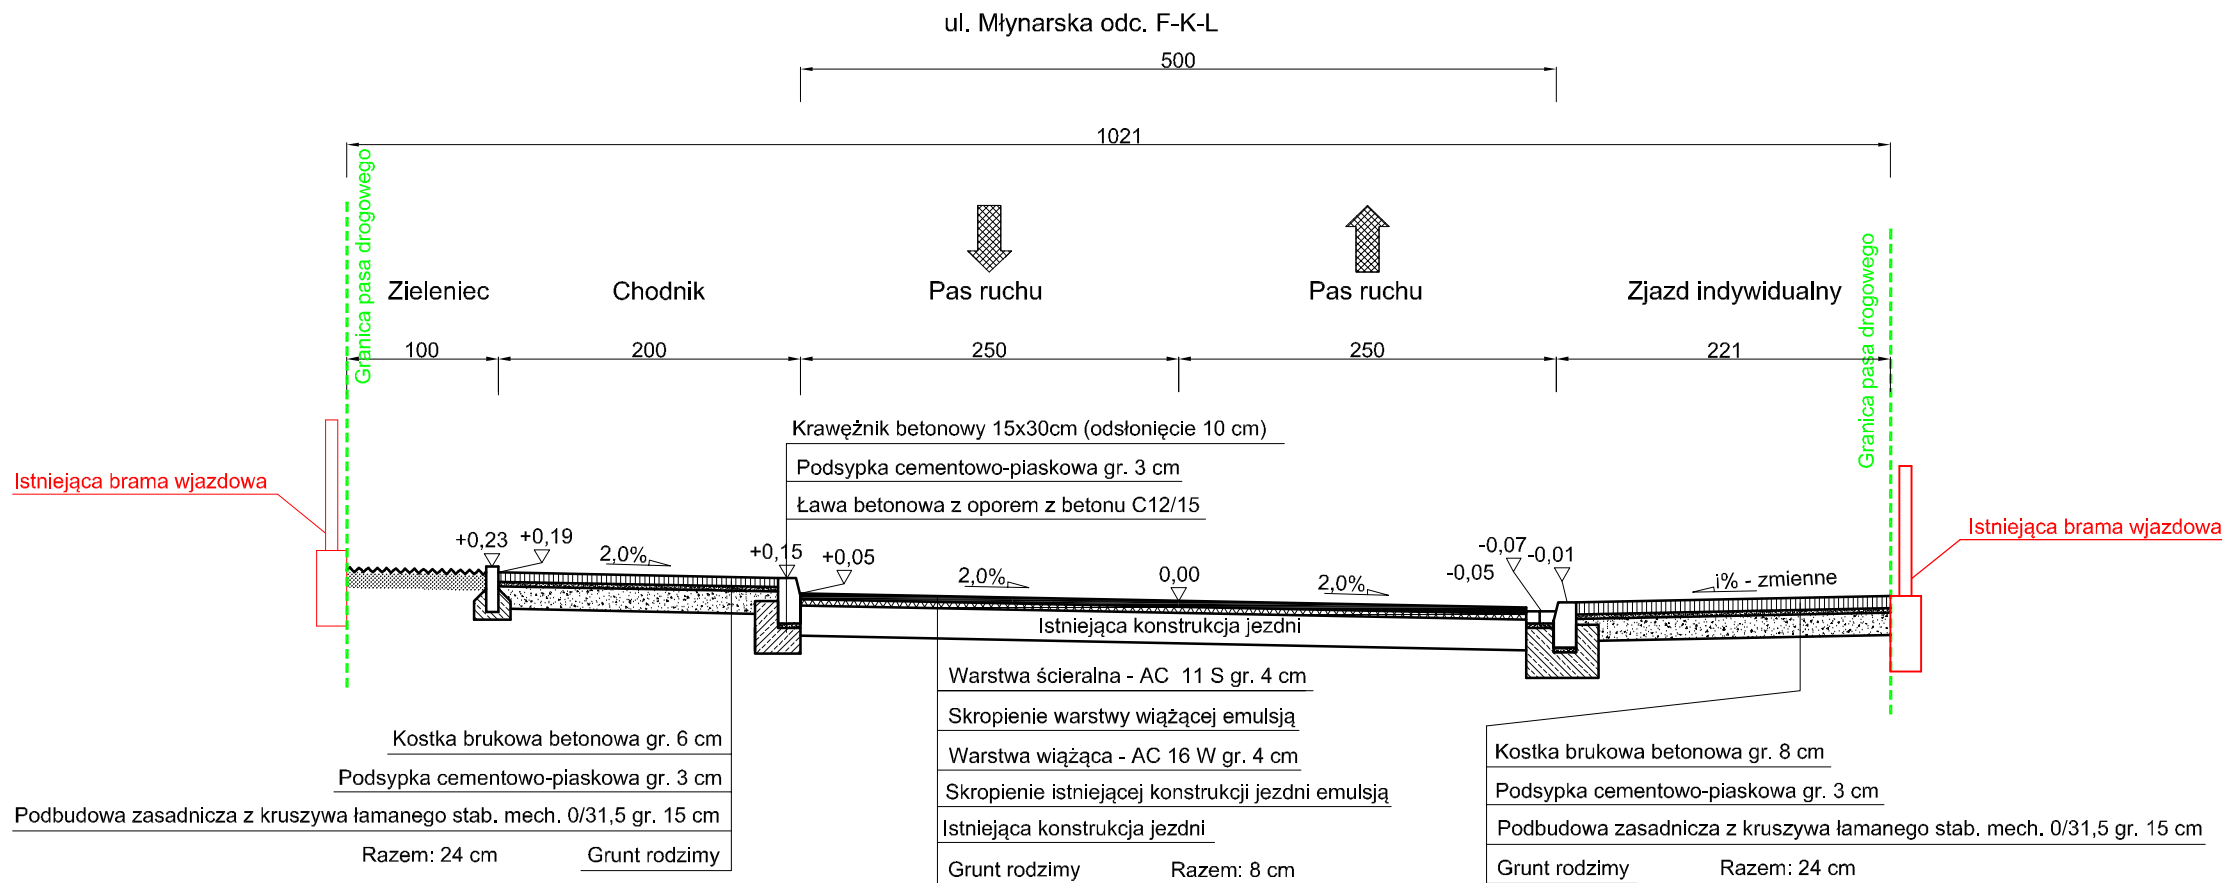 ul. Młynarska odc. F-K-L
500
1021
Granica pasa drogowego
Granica pasa drogowego
Zieleniec
Chodnik
Pas ruchu
Pas ruchu
Zjazd indywidualny
100
200
250
250
221
Krawężnik betonowy 15x30cm (odsłonięcie 10 cm)
Podsypka cementowo-piaskowa gr. 3 cm
Ława betonowa z oporem z betonu C12/15
Istniejąca brama wjazdowa
Istniejąca brama wjazdowa
+0,23
+0,19
2,0%
+0,15
+0,05
2,0%
0,00
2,0%
-0,07
-0,05
-0,01
i% - zmienne
Istniejąca konstrukcja jezdni
Kostka brukowa betonowa gr. 6 cm
Podsypka cementowo-piaskowa gr. 3 cm
Podbudowa zasadnicza z kruszywa łamanego stab. mech. 0/31,5 gr. 15 cm
Razem: 24 cm
Grunt rodzimy
Warstwa ścieralna - AC 11 S gr. 4 cm
Skropienie warstwy wiążącej emulsją
Warstwa wiążąca - AC 16 W gr. 4 cm
Skropienie istniejącej konstrukcji jezdni emulsją
Istniejąca konstrukcja jezdni
Grunt rodzimy
Razem: 8 cm
Kostka brukowa betonowa gr. 8 cm
Podsypka cementowo-piaskowa gr. 3 cm
Podbudowa zasadnicza z kruszywa łamanego stab. mech. 0/31,5 gr. 15 cm
Grunt rodzimy
Razem: 24 cm